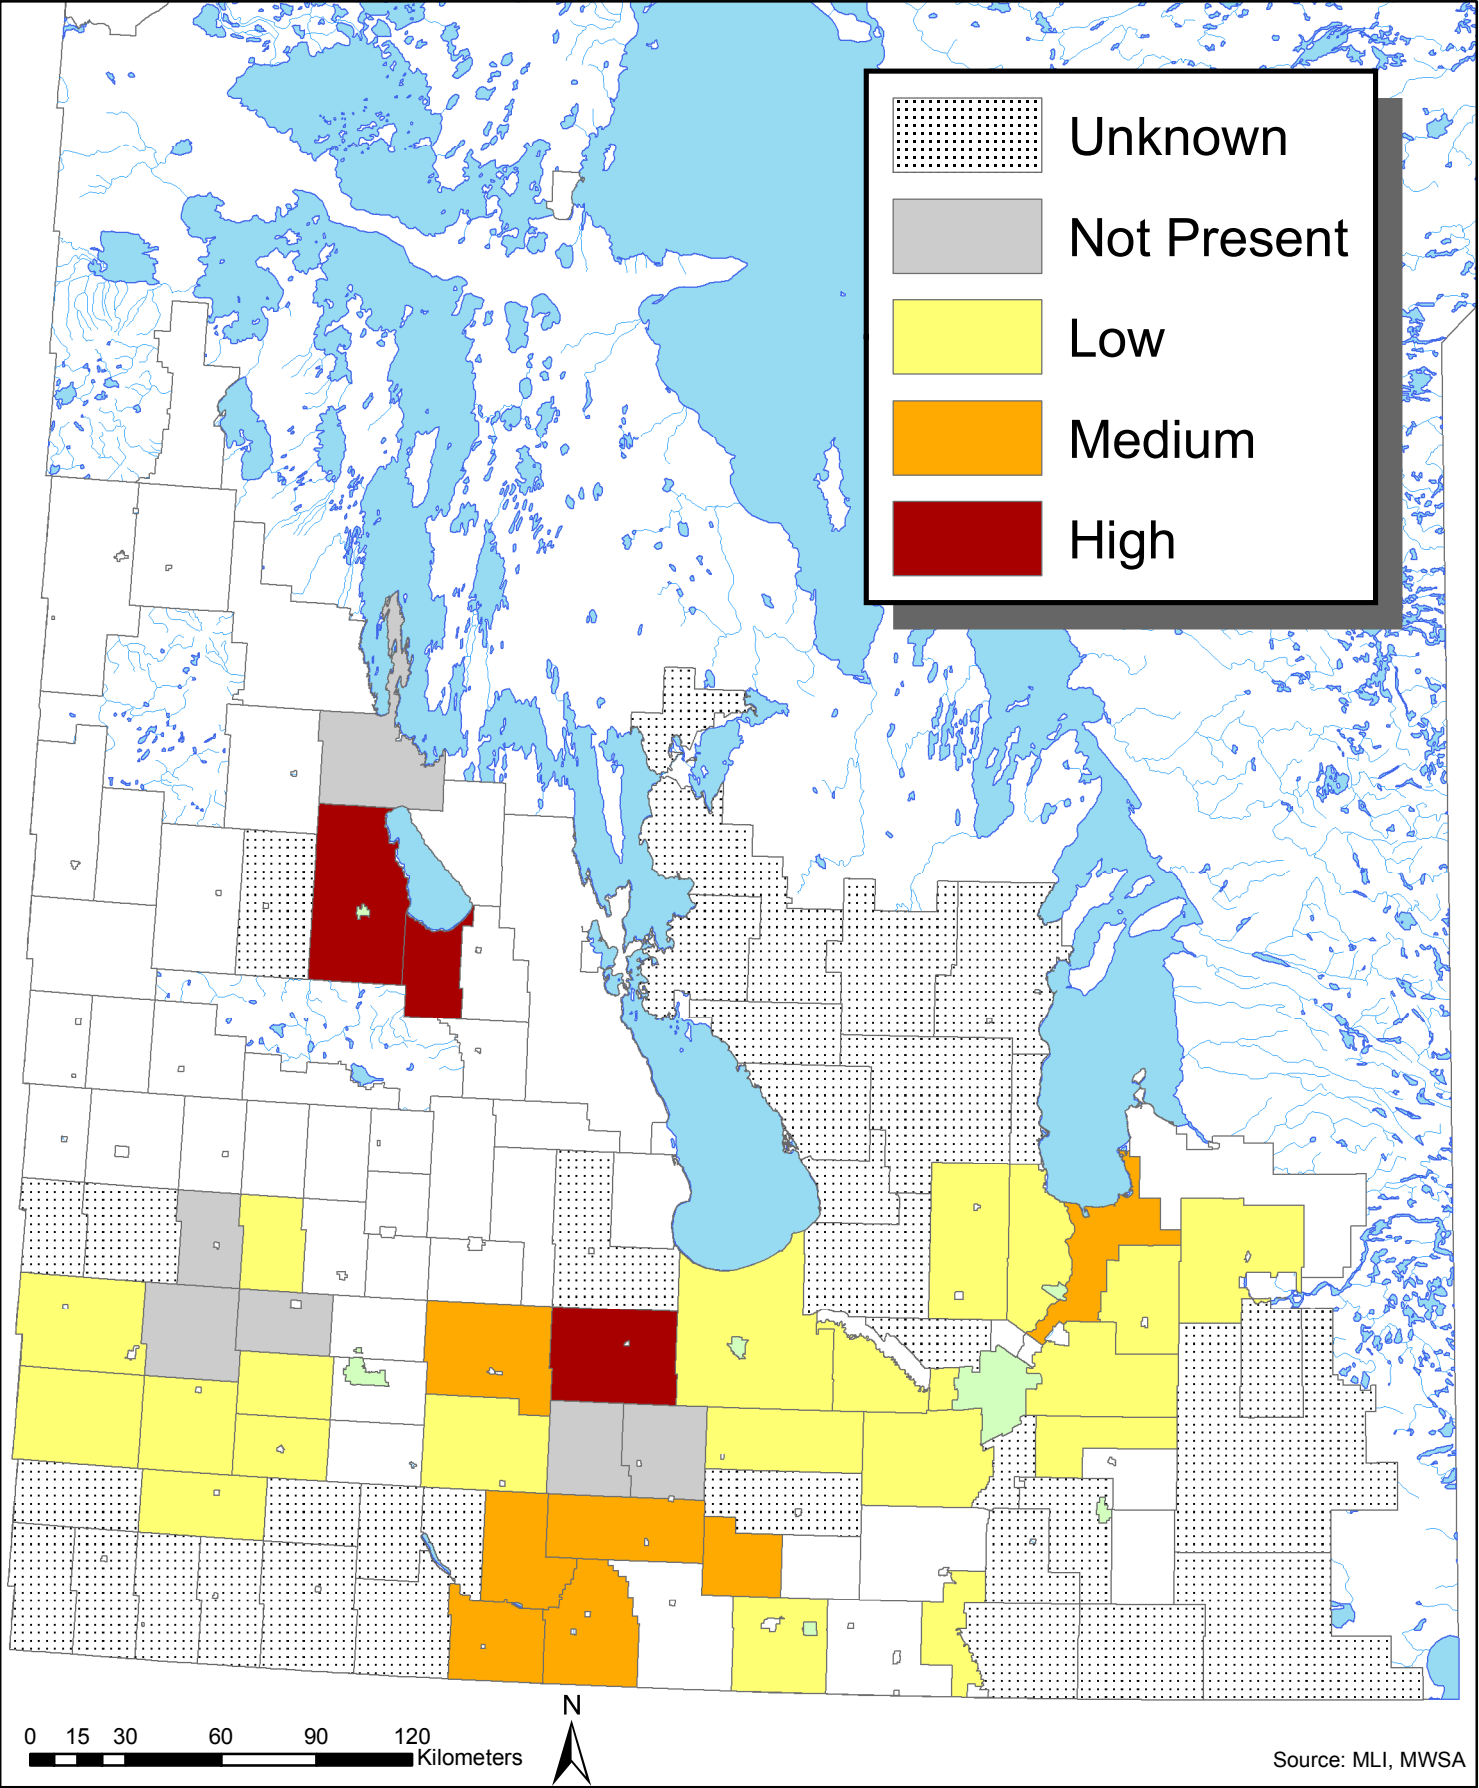 Unknown
Not Present
Low
Medium
High
N
0 15 30 60 90 120
Kilometers
Source: MLI, MWSA